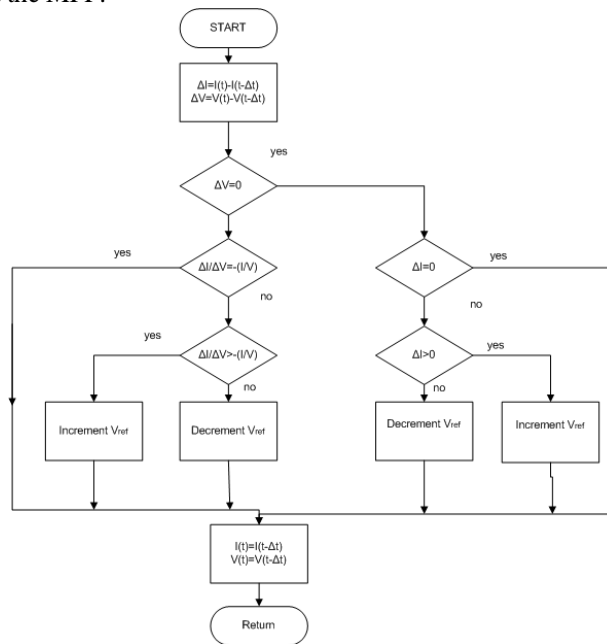 the MPP.
START
ΔI=I(t)-I(t-Δt)
ΔV=V(t)-V(t-Δt)
yes
ΔV=0
yes
ΔI/ΔV=-(I/V)
ΔI=0
yes
no
no
yes
ΔI/ΔV>-(I/V)
ΔI>0
yes
no
no
Increment Vref
Decrement Vref
Decrement Vref
Increment Vref
I(t)=I(t-Δt)
V(t)=V(t-Δt)
Return